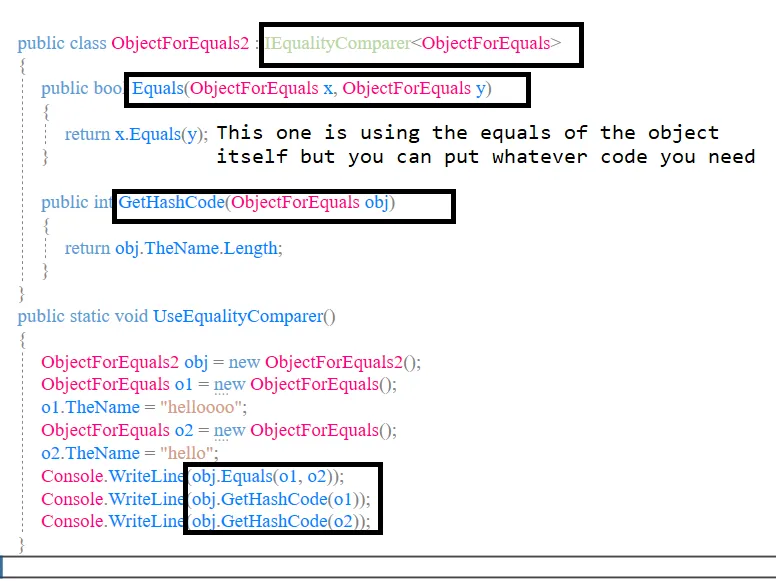 public class ObjectForEquals2 : IEqualityComparer<ObjectForEquals>
{
public bool Equals(ObjectForEquals x, ObjectForEquals y)
{
return x.Equals(y); This one is using the equals of the object
itself but you can put whatever code you need
}
public int GetHashCode(ObjectForEquals obj)
{
return obj.TheName.Length;
}
}
public static void UseEqualityComparer()
{
ObjectForEquals2 obj = new ObjectForEquals2();
ObjectForEquals o1 = new ObjectForEquals();
o1.TheName = "helloooo";
ObjectForEquals o2 = new ObjectForEquals();
o2.TheName = "hello";
Console.WriteLine(obj.Equals(o1, o2));
Console.WriteLine(obj.GetHashCode(o1));
Console.WriteLine(obj.GetHashCode(o2));
}